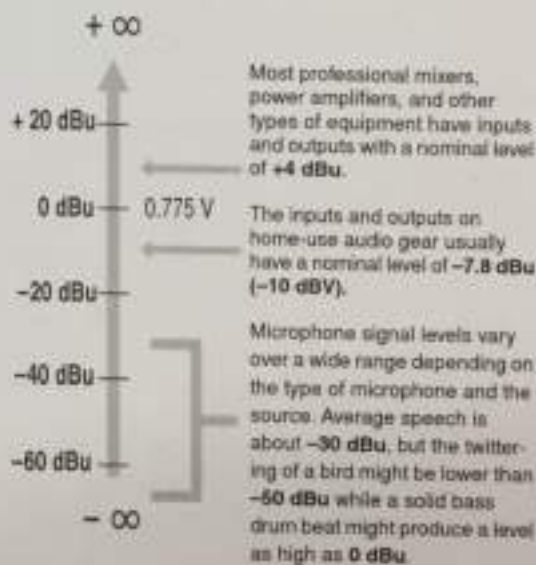 + ∞
+ 20 dBu
0 dBu 0.775 V
–20 dBu
–40 dBu
–60 dBu
– ∞
Most professional mixers,
power amplifiers, and other
types of equipment have inputs
and outputs with a nominal level
of +4 dBu.
The inputs and outputs on
home-use audio gear usually
have a nominal level of –7.8 dBu
(–10 dBV).
Microphone signal levels vary
over a wide range depending on
the type of microphone and the
source. Average speech is
about –30 dBu, but the twitter-
ing of a bird might be lower than
–50 dBu while a solid bass
drum beat might produce a level
as high as 0 dBu.